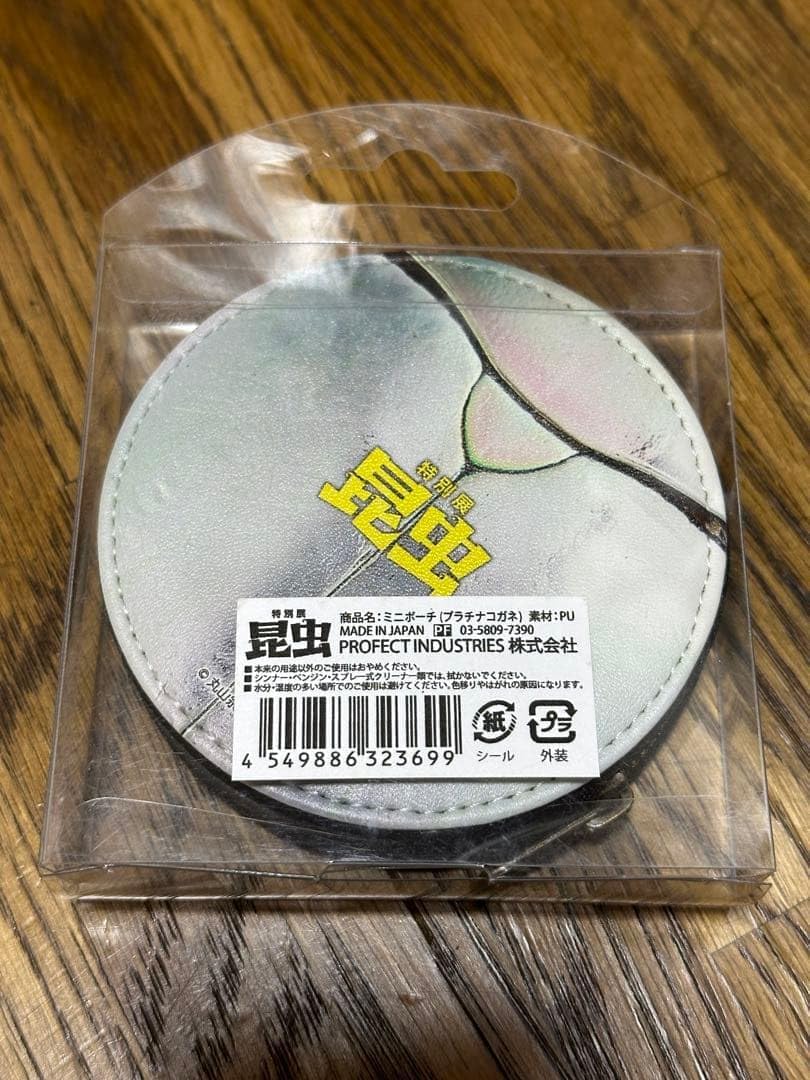 特別展
昆虫
特別展
昆虫
商品名：ミニポーチ (プラチナコガネ) 素材：PU
MADE IN JAPAN PF 03-5809-7390
PROFECT INDUSTRIES 株式会社
■本来の用途以外のご使用はおやめください。
■シンナー・ベンジン・スプレー式クリーナー類では、拭かないでください。
■水分・湿度の多い場所でのご使用は避けてください。色移りやはがれの原因になります。
©丸山
4 549886 323699
紙
シール
プラ
外装